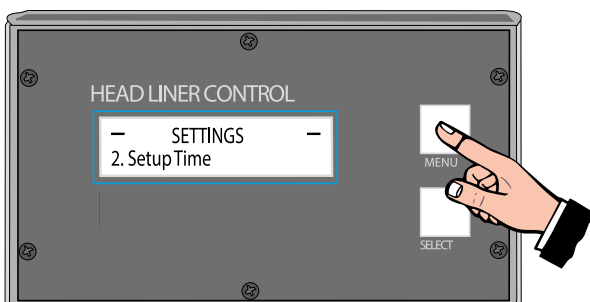 HEAD LINER CONTROL
– SETTINGS –
2. Setup Time
MENU
SELECT